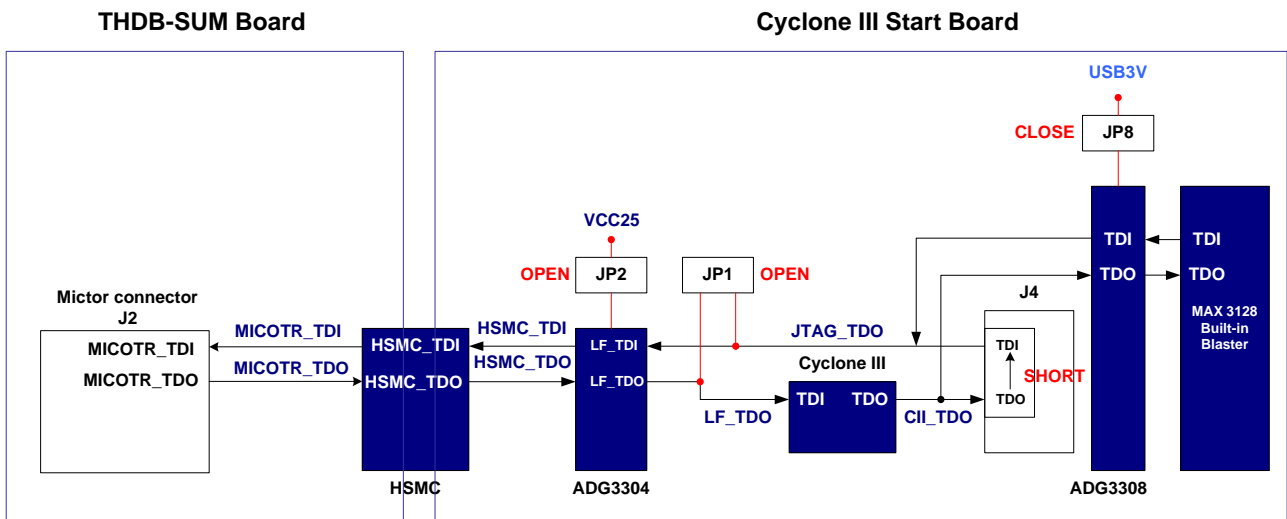 THDB-SUM Board
Cyclone III Start Board
USB3V
CLOSE
JP8
VCC25
OPEN
JP2
JP1
OPEN
TDI
TDO
TDI
TDO
MAX 3128
Built-in
Blaster
J4
Mictor connector
J2
MICOTR_TDI
MICOTR_TDO
MICOTR_TDI
MICOTR_TDO
HSMC_TDI
HSMC_TDO
HSMC_TDI
HSMC_TDO
LF_TDI
LF_TDO
JTAG_TDO
Cyclone III
TDI
TDO
LF_TDO
CII_TDO
TDI
SHORT
TDO
HSMC
ADG3304
ADG3308